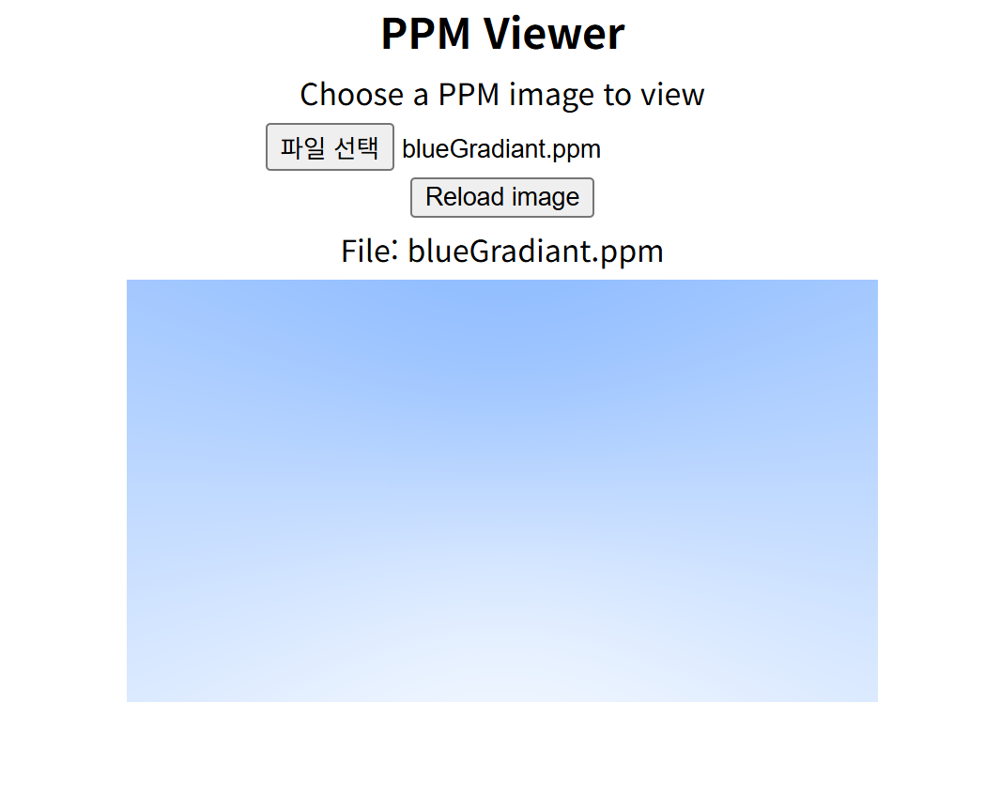 PPM Viewer
Choose a PPM image to view
파일 선택 blueGradiant.ppm
Reload image
File: blueGradiant.ppm